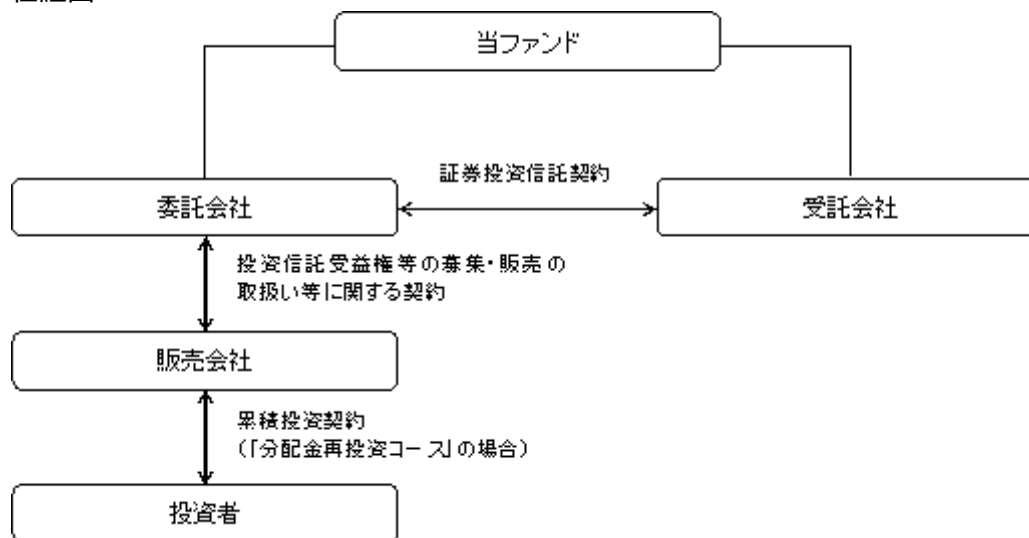 当ファンド
証券投資信託契約
委託会社
受託会社
投資信託受益権等の募集・販売の
取扱い等に関する契約
販売会社
累積投資契約
(「分配金再投資コース」の場合)
投資者